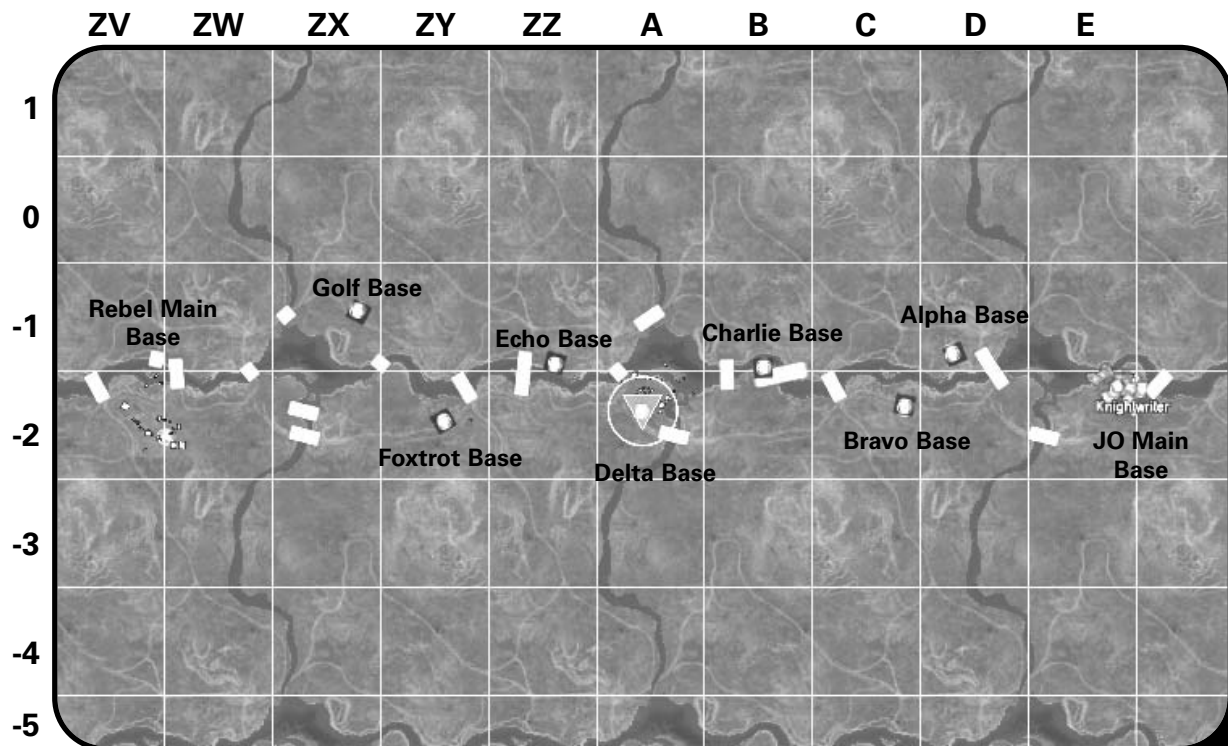 ZV ZW ZX ZY ZZ A B C D E
1
0
-1
-2
-3
-4
-5
Rebel Main
Base
Golf Base
Echo Base
Charlie Base
Alpha Base
Foxtrot Base
Delta Base
Bravo Base
Knightwriter
JO Main
Base